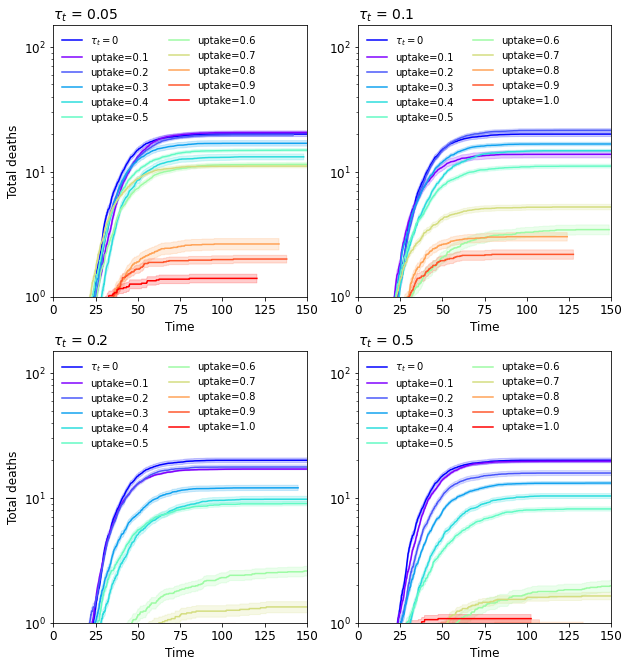 τt = 0.05
10²
10¹
10⁰
Total deaths
τt = 0
uptake=0.1
uptake=0.2
uptake=0.3
uptake=0.4
uptake=0.5
uptake=0.6
uptake=0.7
uptake=0.8
uptake=0.9
uptake=1.0
0 25 50 75 100 125 150
Time
τt = 0.1
10²
10¹
10⁰
τt = 0
uptake=0.1
uptake=0.2
uptake=0.3
uptake=0.4
uptake=0.5
uptake=0.6
uptake=0.7
uptake=0.8
uptake=0.9
uptake=1.0
0 25 50 75 100 125 150
Time
τt = 0.2
10²
10¹
10⁰
Total deaths
τt = 0
uptake=0.1
uptake=0.2
uptake=0.3
uptake=0.4
uptake=0.5
uptake=0.6
uptake=0.7
uptake=0.8
uptake=0.9
uptake=1.0
0 25 50 75 100 125 150
Time
τt = 0.5
10²
10¹
10⁰
τt = 0
uptake=0.1
uptake=0.2
uptake=0.3
uptake=0.4
uptake=0.5
uptake=0.6
uptake=0.7
uptake=0.8
uptake=0.9
uptake=1.0
0 25 50 75 100 125 150
Time